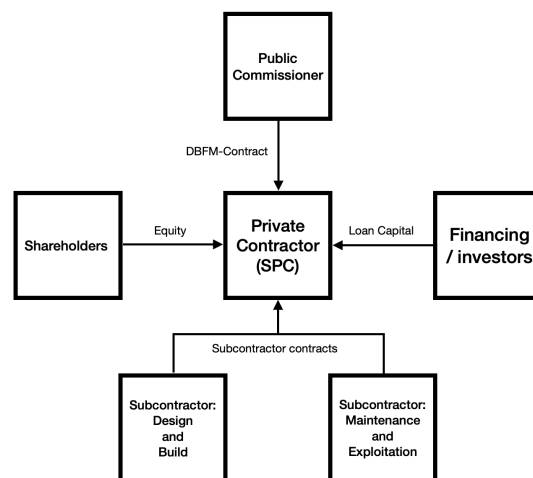 Public
Commissioner
DBFM-Contract
Shareholders
Equity
Private
Contractor
(SPC)
Loan Capital
Financing
/ investors
Subcontractor contracts
Subcontractor:
Design
and
Build
Subcontractor:
Maintenance
and
Exploitation